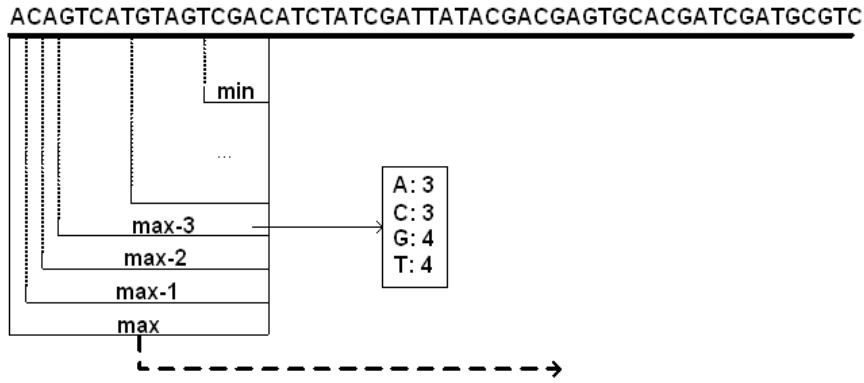 ACAGTCATGTAGTCGACATCTATCGATTATACGACGAGTGCACGATCGATGCGTC
min
...
A: 3
C: 3
max-3
G: 4
T: 4
max-2
max-1
max